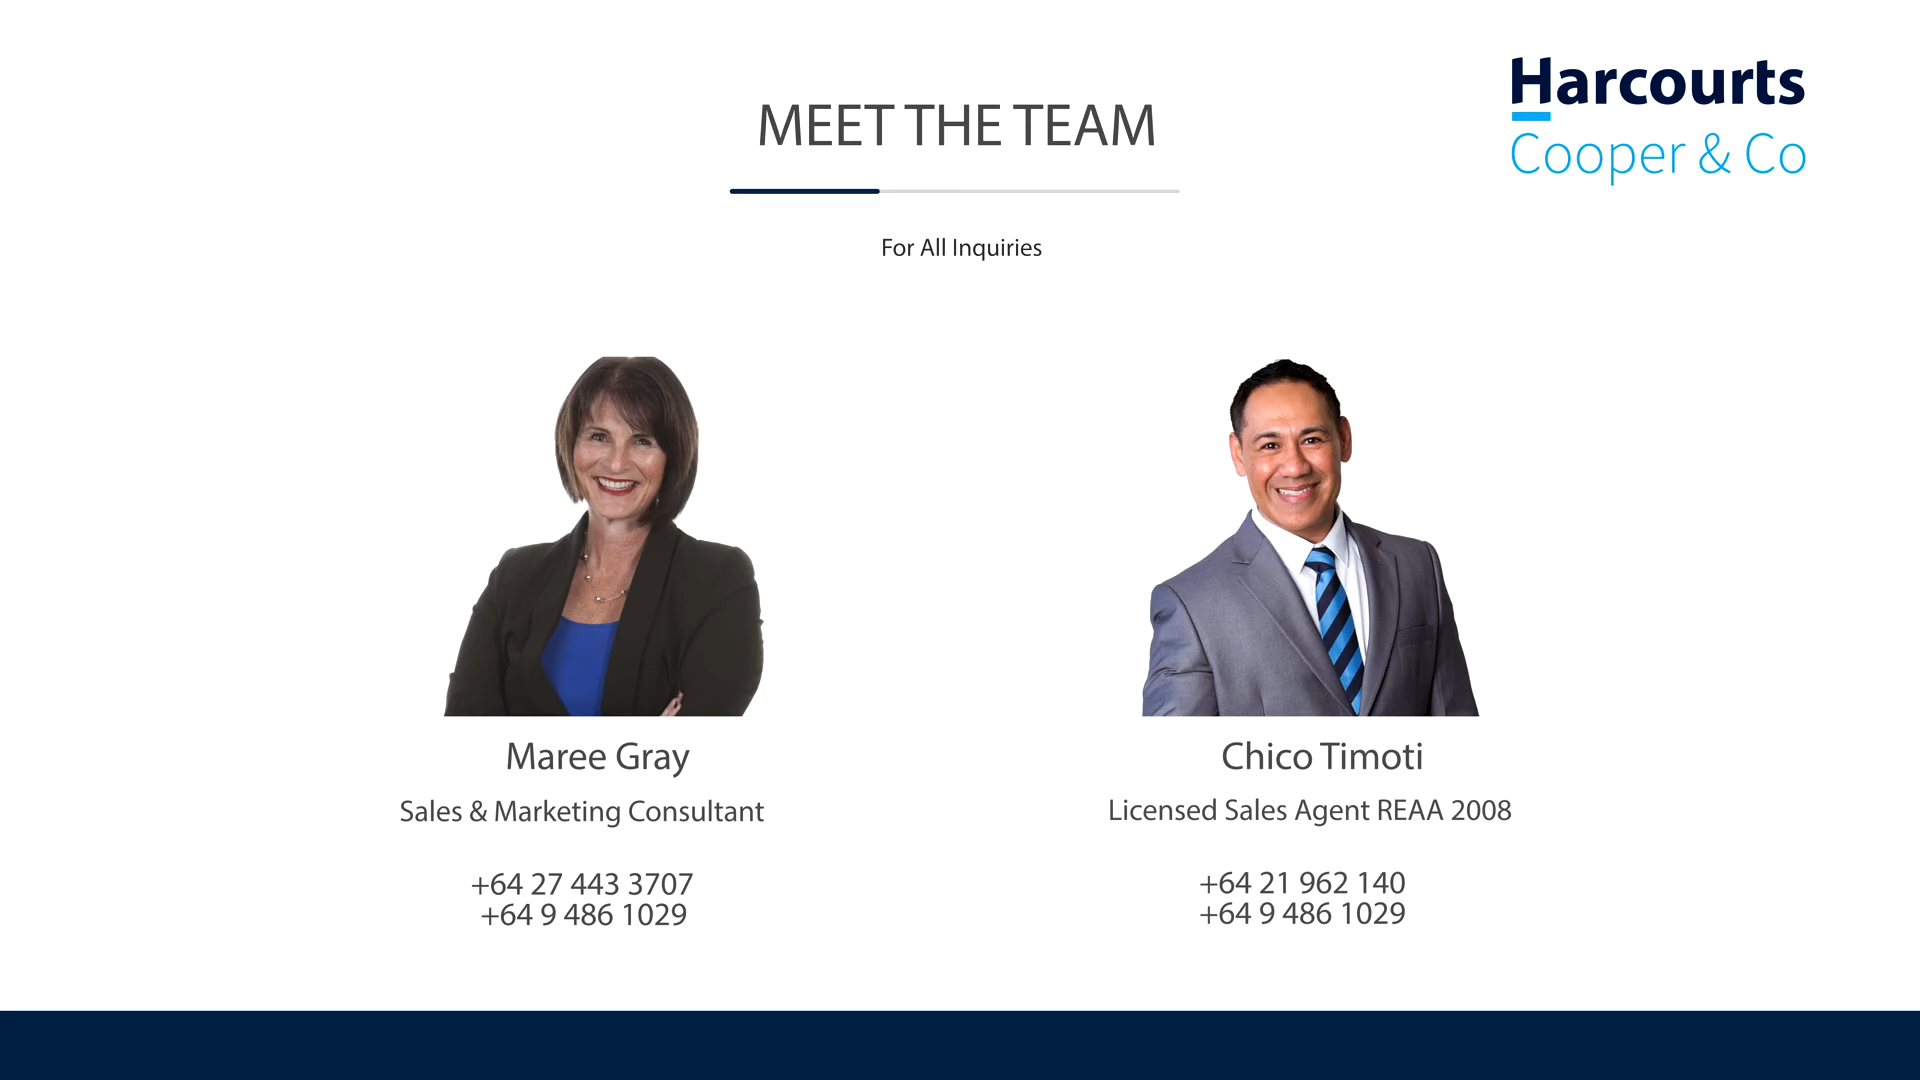 Harcourts
Cooper & Co
MEET THE TEAM
For All Inquiries
Maree Gray
Sales & Marketing Consultant
+64 27 443 3707
+64 9 486 1029
Chico Timoti
Licensed Sales Agent REAA 2008
+64 21 962 140
+64 9 486 1029